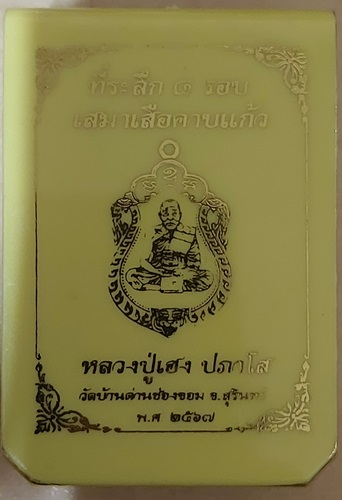 ที่ระลึก ๘ รอบ
เสมาเสือคาบแก้ว
หลวงปู่เฮง ปภาโส
วัดบ้านด่านช่องจอม จ.สุรินทร์
พ.ศ ๒๕๖๗